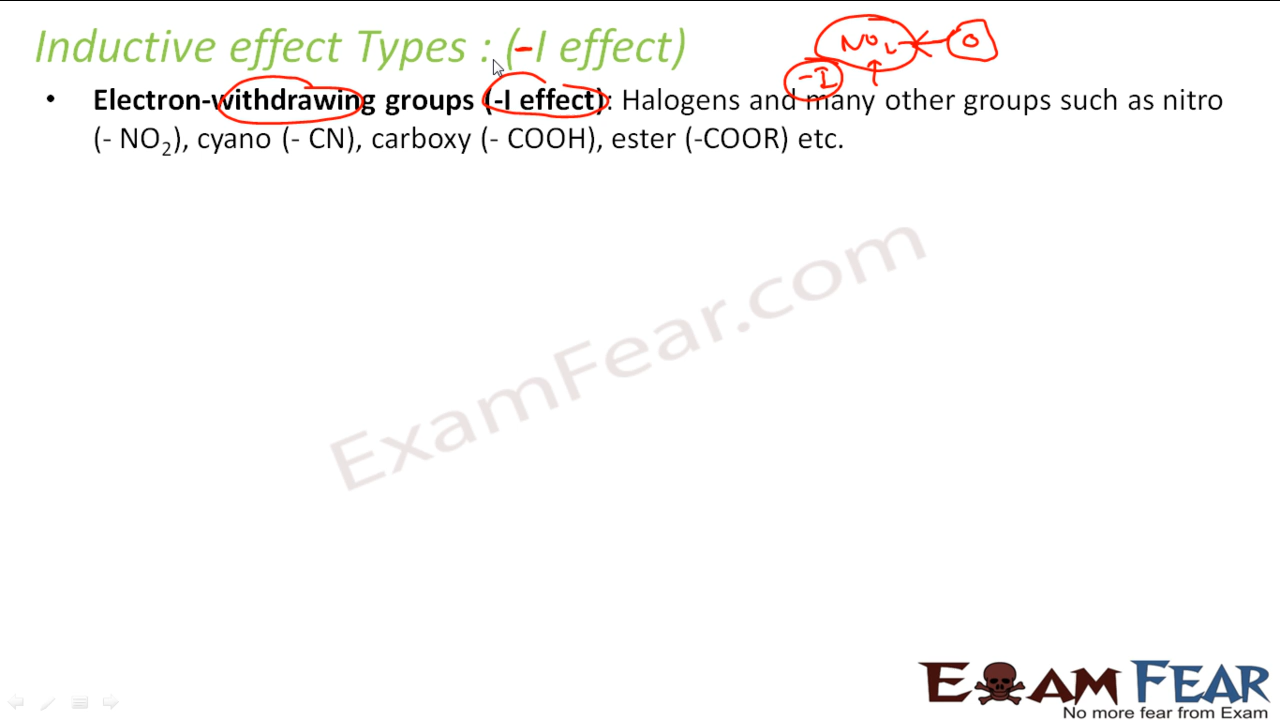 Inductive effect Types : (-I effect)
NO2 ← O
-I
• Electron-withdrawing groups (-I effect): Halogens and many other groups such as nitro
(- NO2), cyano (- CN), carboxy (- COOH), ester (-COOR) etc.
ExamFear.com
EXAM FEAR
No more fear from Exam